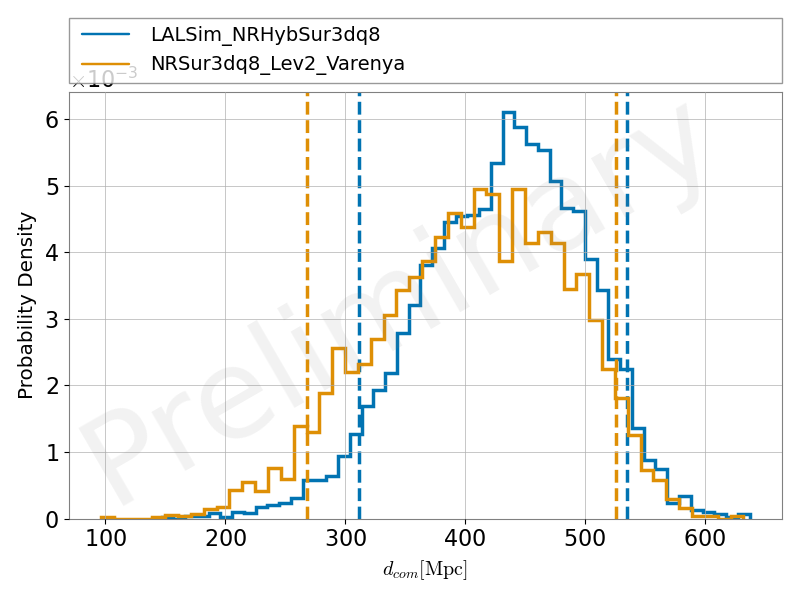 LALSim_NRHybSur3dq8
NRSur3dq8_Lev2_Varenya
×10⁻³
6
5
4
3
2
1
0
Probability Density
Preliminary
100 200 300 400 500 600
d_com[Mpc]